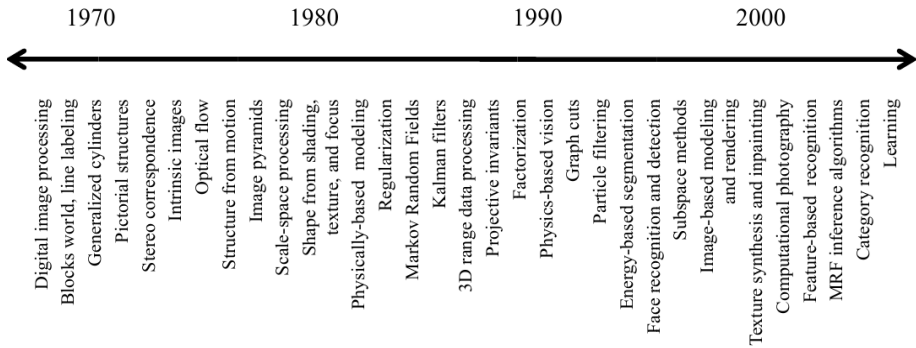 1970
1980
1990
2000
Digital image processing
Blocks world, line labeling
Generalized cylinders
Pictorial structures
Stereo correspondence
Intrinsic images
Optical flow
Structure from motion
Image pyramids
Scale-space processing
Shape from shading,
texture, and focus
Physically-based modeling
Regularization
Markov Random Fields
Kalman filters
3D range data processing
Projective invariants
Factorization
Physics-based vision
Graph cuts
Particle filtering
Energy-based segmentation
Face recognition and detection
Subspace methods
Image-based modeling
and rendering
Texture synthesis and inpainting
Computational photography
Feature-based recognition
MRF inference algorithms
Category recognition
Learning